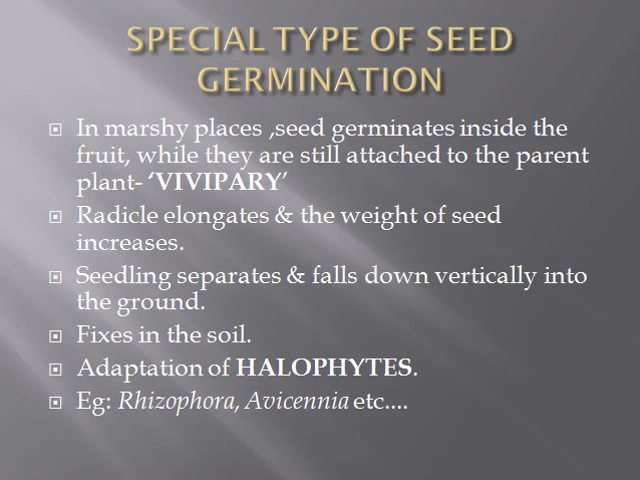 SPECIAL TYPE OF SEED
GERMINATION
In marshy places ,seed germinates inside the
fruit, while they are still attached to the parent
plant- ‘VIVIPARY’
Radicle elongates & the weight of seed
increases.
Seedling separates & falls down vertically into
the ground.
Fixes in the soil.
Adaptation of HALOPHYTES.
Eg: Rhizophora, Avicennia etc....